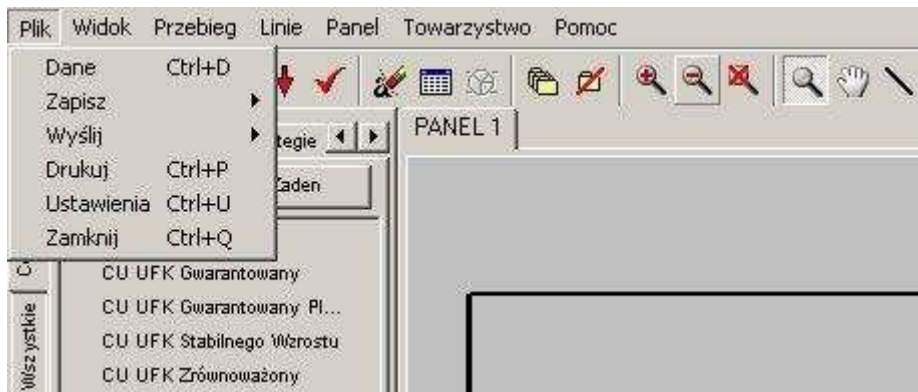 Plik Widok Przebieg Linie Panel Towarzystwo Pomoc
Dane Ctrl+D
Zapisz
Wyślij
Drukuj Ctrl+P
Ustawienia Ctrl+U
Zamknij Ctrl+Q
tegie
PANEL 1
Żaden
CU UFK Gwarantowany
CU UFK Gwarantowany Pl...
CU UFK Stabilnego Wzrostu
CU UFK Zrównoważony
Wszystkie